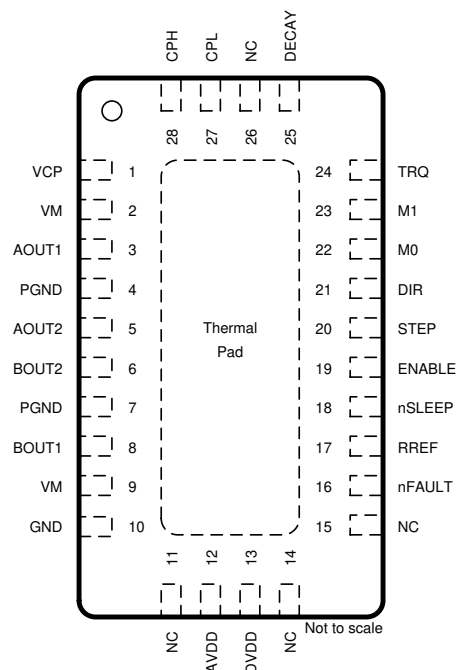 CPH CPL NC DECAY
28 27 26 25
VCP 1 24 TRQ
VM 2 23 M1
AOUT1 3 22 M0
PGND 4 21 DIR
AOUT2 5 20 STEP
Thermal
Pad
BOUT2 6 19 ENABLE
PGND 7 18 nSLEEP
BOUT1 8 17 RREF
VM 9 16 nFAULT
GND 10 15 NC
11 12 13 14
NC AVDD DVDD NC
Not to scale